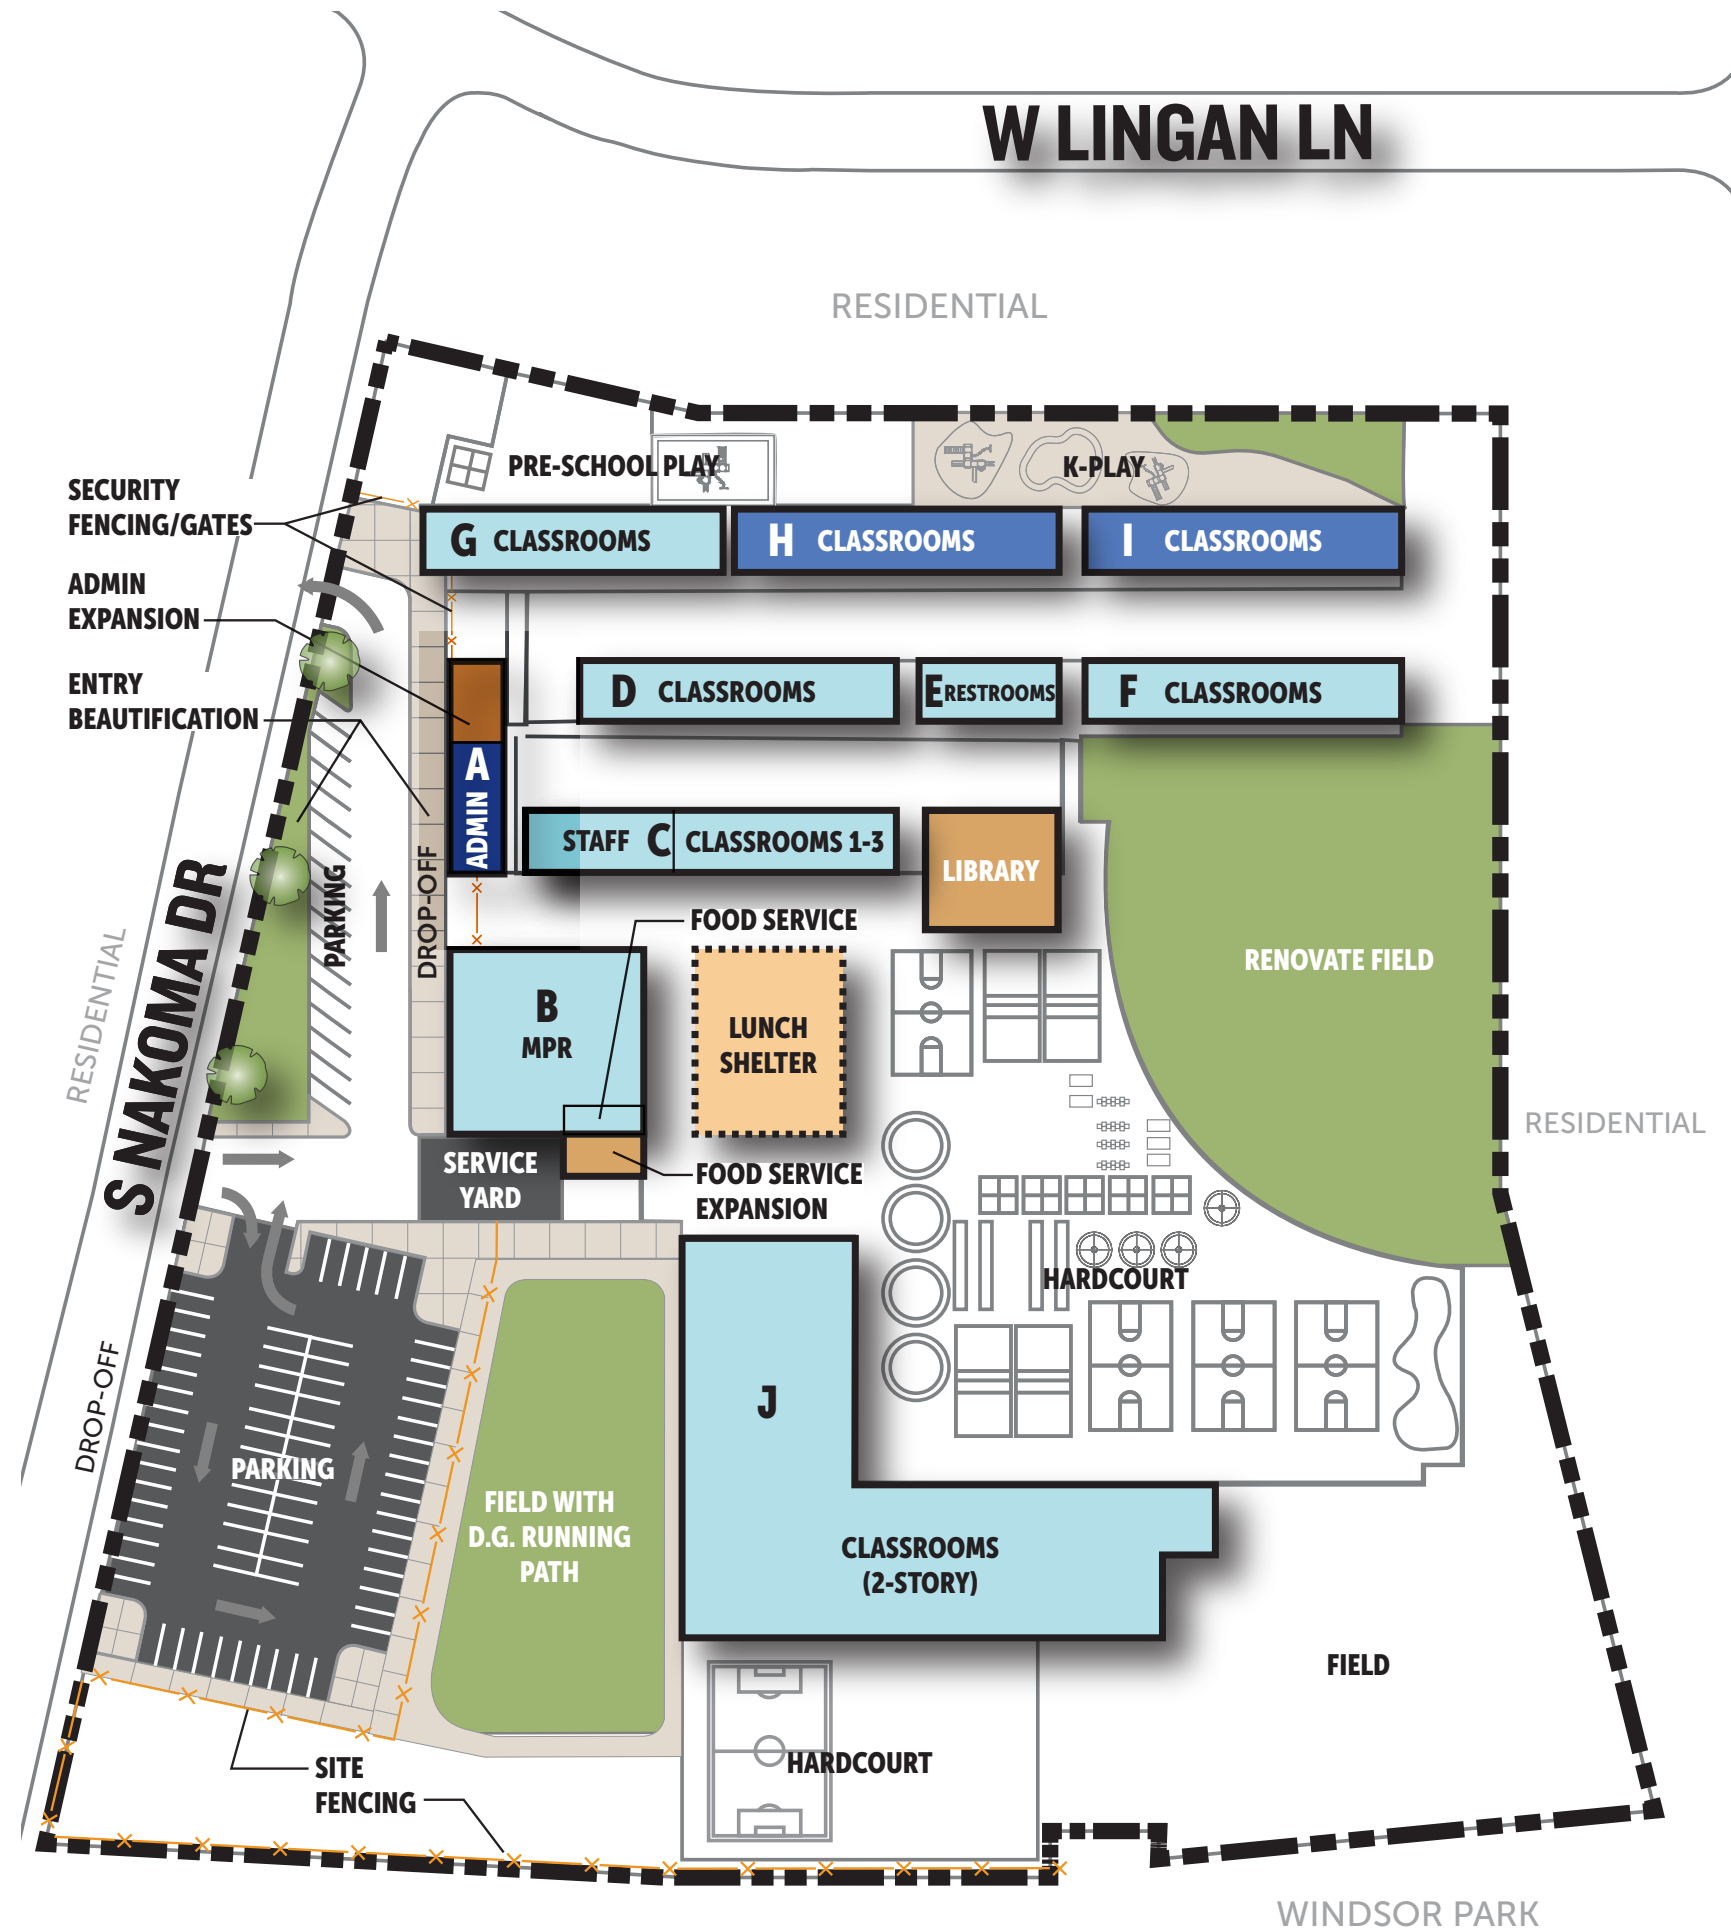 W LINGAN LN
RESIDENTIAL
SECURITY
FENCING/GATES
ADMIN
EXPANSION
ENTRY
BEAUTIFICATION
PRE-SCHOOL PLAY
K-PLAY
G CLASSROOMS
H CLASSROOMS
I CLASSROOMS
D CLASSROOMS
E RESTROOMS
F CLASSROOMS
A
ADMIN
STAFF C CLASSROOMS 1-3
LIBRARY
PARKING
DROP-OFF
S NAKOMA DR
RESIDENTIAL
FOOD SERVICE
B
MPR
LUNCH
SHELTER
RENOVATE FIELD
RESIDENTIAL
SERVICE
YARD
FOOD SERVICE
EXPANSION
HARDCOURT
DROP-OFF
PARKING
FIELD WITH
D.G. RUNNING
PATH
J
CLASSROOMS
(2-STORY)
FIELD
HARDCOURT
SITE
FENCING
WINDSOR PARK